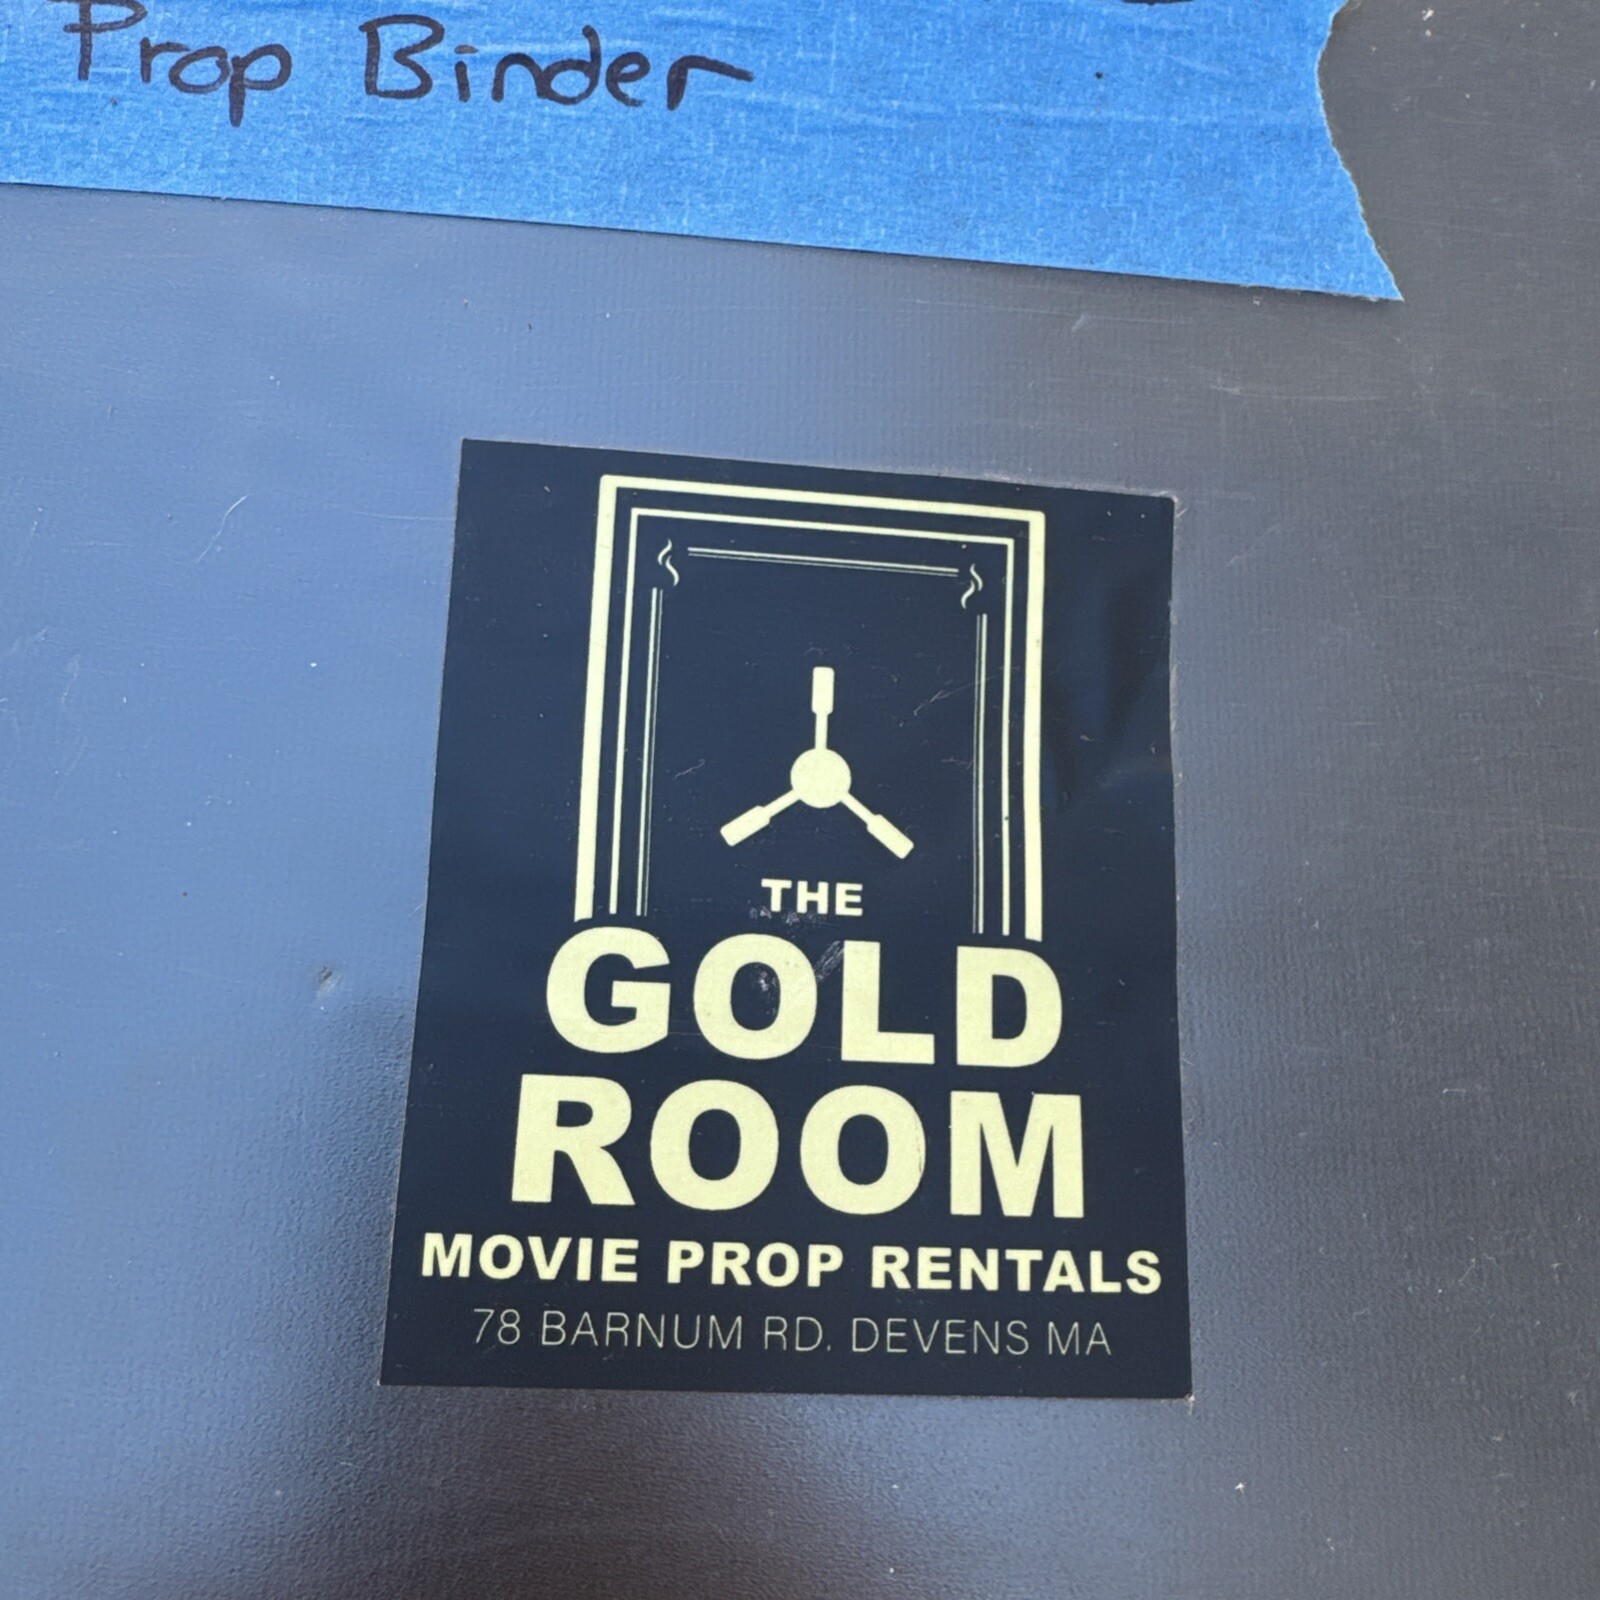 Prop Binder
THE
GOLD
ROOM
MOVIE PROP RENTALS
78 BARNUM RD. DEVENS MA